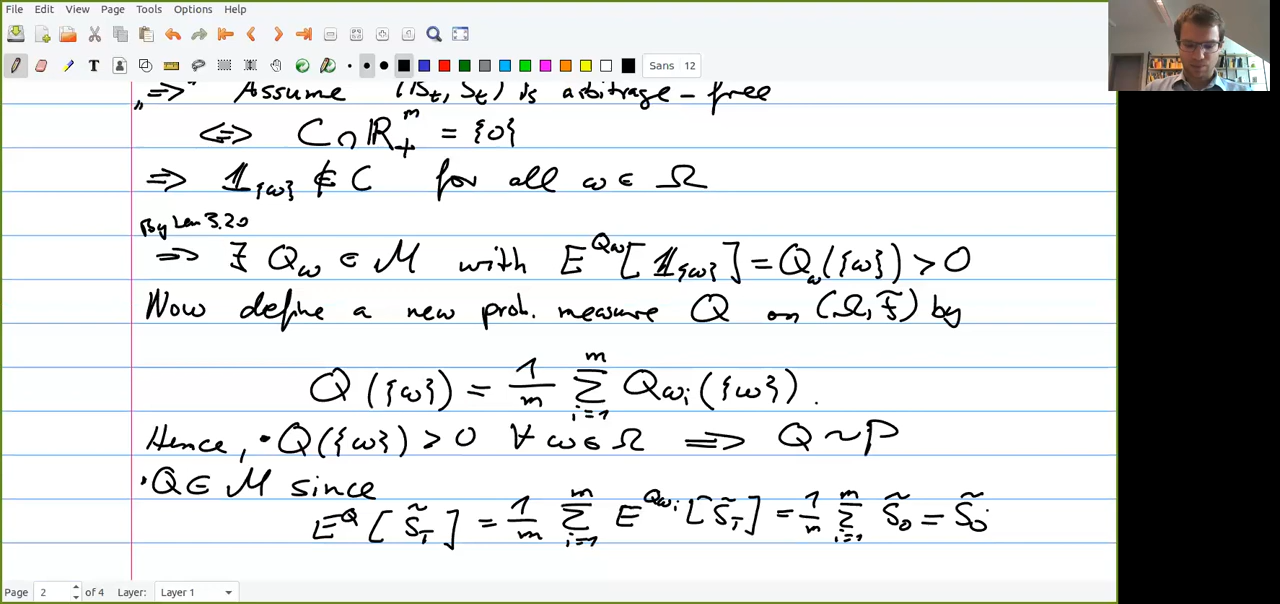 File Edit View Page Tools Options Help
Sans 12
"=>" Assume (B_t, S_t) is arbitrage-free
<=> C ∩ ℝ_+^m = {0}
=> 𝟙_{ω} ∉ C for all ω ∈ Ω
By Lem 3.20
=> ∃ Q_ω ∈ M with E^{Q_ω}[𝟙_{ω}] = Q_ω({ω}) > 0
Now define a new prob. measure Q on (Ω, F̃) by
Q({ω}) = 1/m ∑_{i=1}^m Q_{ω_i}({ω}).
Hence, • Q({ω}) > 0 ∀ ω ∈ Ω => Q ~ P
• Q ∈ M since
E^Q[S̃_T] = 1/m ∑_{i=1}^m E^{Q_{ω_i}}[S̃_T] = 1/m ∑_{i=1}^m S̃_0 = S̃_0
Page 2 of 4 Layer: Layer 1